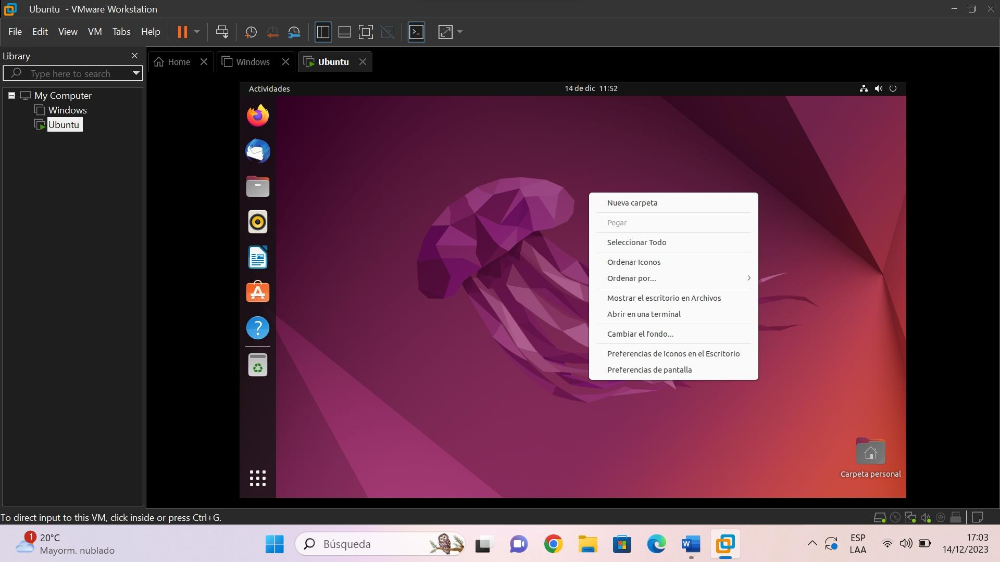 Ubuntu - VMware Workstation
File Edit View VM Tabs Help
Library
Type here to search
My Computer
Windows
Ubuntu
Home
Windows
Ubuntu
Actividades
14 de dic 11:52
Nueva carpeta
Pegar
Seleccionar Todo
Ordenar Iconos
Ordenar por...
Mostrar el escritorio en Archivos
Abrir en una terminal
Cambiar el fondo...
Preferencias de Iconos en el Escritorio
Preferencias de pantalla
Carpeta personal
To direct input to this VM, click inside or press Ctrl+G.
1
20°C
Mayorm. nublado
Búsqueda
ESP
LAA
17:03
14/12/2023